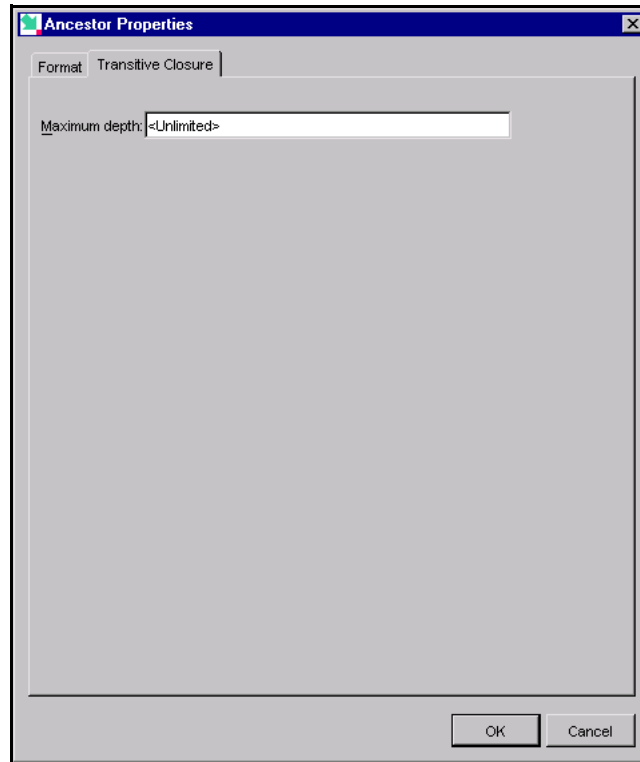 Ancestor Properties
Format Transitive Closure
Maximum depth: <Unlimited>
OK Cancel